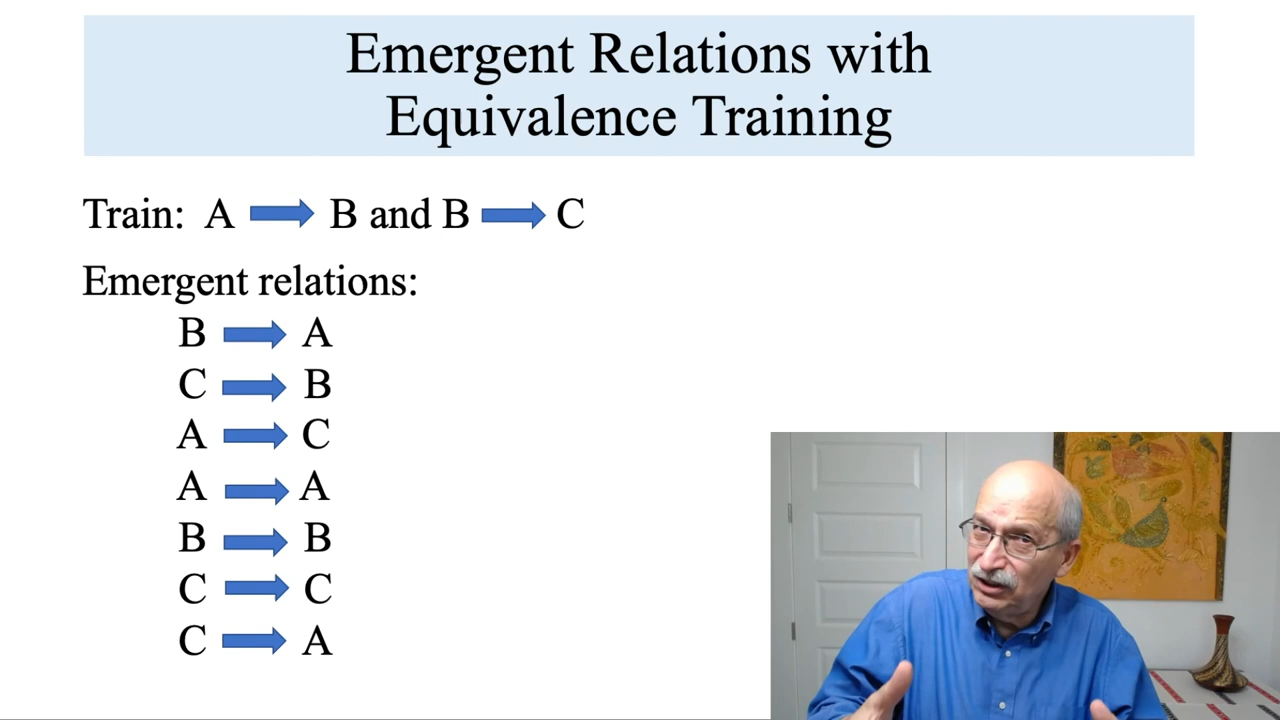 Emergent Relations with
Equivalence Training
Train: A B and B C
Emergent relations:
B A
C B
A C
A A
B B
C C
C A